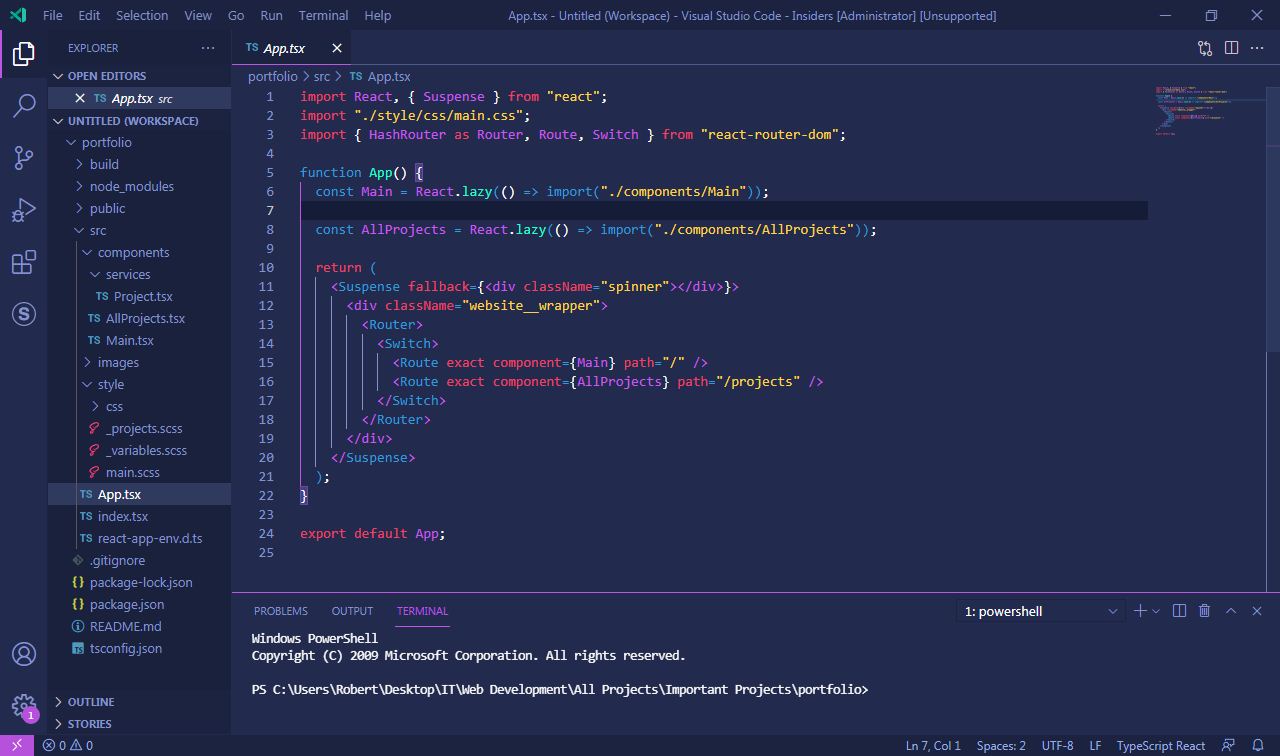 File Edit Selection View Go Run Terminal Help App.tsx - Untitled (Workspace) - Visual Studio Code - Insiders [Administrator] [Unsupported]
EXPLORER
OPEN EDITORS
TS App.tsx src
UNTITLED (WORKSPACE)
portfolio
build
node_modules
public
src
components
services
TS Project.tsx
TS AllProjects.tsx
TS Main.tsx
images
style
css
_projects.scss
_variables.scss
main.scss
TS App.tsx
TS index.tsx
TS react-app-env.d.ts
.gitignore
{} package-lock.json
{} package.json
README.md
TS tsconfig.json
OUTLINE
STORIES
S
1
TS App.tsx
portfolio > src > TS App.tsx
1 import React, { Suspense } from "react";
2 import "./style/css/main.css";
3 import { HashRouter as Router, Route, Switch } from "react-router-dom";
4
5 function App() {
6 const Main = React.lazy(() => import("./components/Main"));
7
8 const AllProjects = React.lazy(() => import("./components/AllProjects"));
9
10 return (
11 <Suspense fallback={<div className="spinner"></div>}>
12 <div className="website__wrapper">
13 <Router>
14 <Switch>
15 <Route exact component={Main} path="/" />
16 <Route exact component={AllProjects} path="/projects" />
17 </Switch>
18 </Router>
19 </div>
20 </Suspense>
21 );
22 }
23
24 export default App;
25
PROBLEMS OUTPUT TERMINAL 1: powershell
Windows PowerShell
Copyright (C) 2009 Microsoft Corporation. All rights reserved.
PS C:\Users\Robert\Desktop\IT\Web Development\All Projects\Important Projects\portfolio>
0 0 Ln 7, Col 1 Spaces: 2 UTF-8 LF TypeScript React